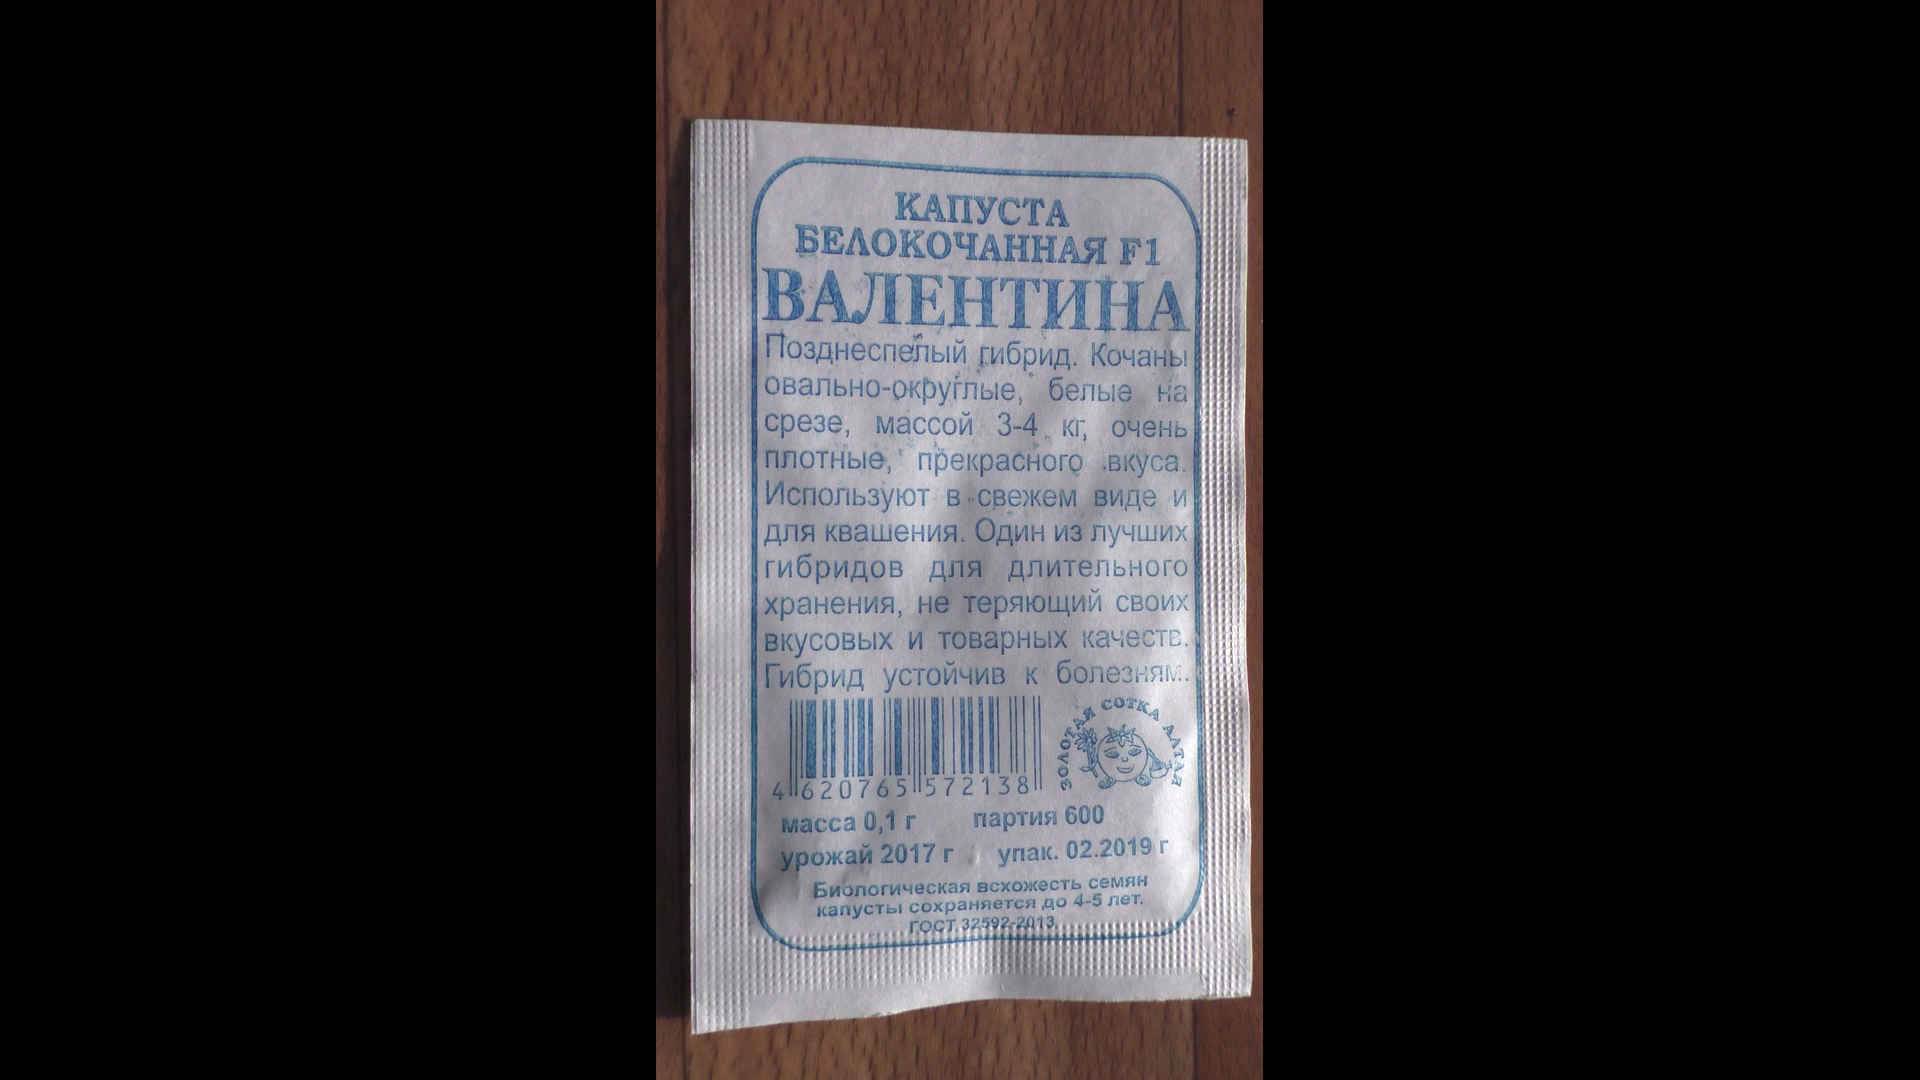 КАПУСТА
БЕЛОКОЧАННАЯ F1
ВАЛЕНТИНА
Позднеспелый гибрид. Кочаны
овально-округлые, белые на
срезе, массой 3-4 кг, очень
плотные, прекрасного вкуса.
Используют в свежем виде и
для квашения. Один из лучших
гибридов для длительного
хранения, не теряющий своих
вкусовых и товарных качеств.
Гибрид устойчив к болезням.
ЗОЛОТАЯ СОТКА АЛТАЯ
4 620765 572138
масса 0,1 г партия 600
урожай 2017 г упак. 02.2019 г
Биологическая всхожесть семян
капусты сохраняется до 4-5 лет.
ГОСТ 32592-2013